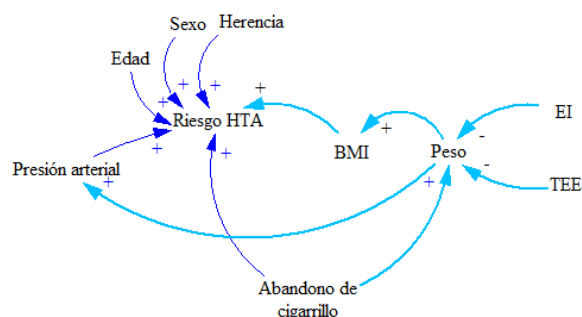 Sexo
Herencia
Edad
+
+
+
+
Riesgo HTA
+
+
+
EI
-
BMI
Peso
-
Presión arterial
+
+
TEE
Abandono de
cigarrillo